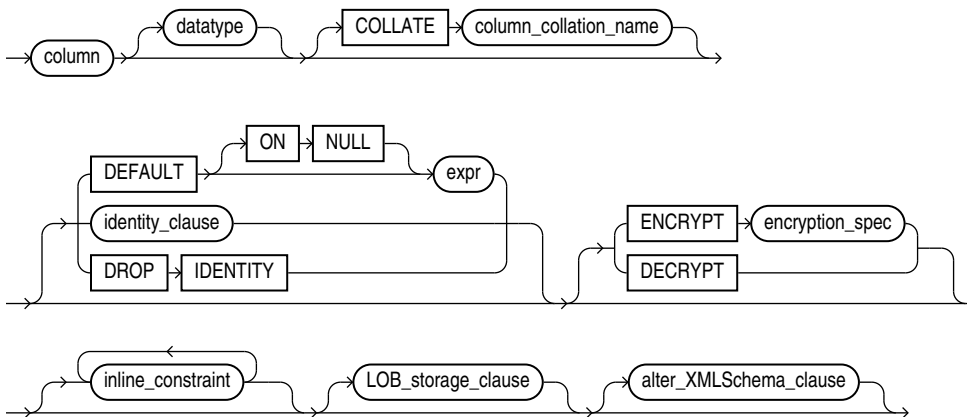 datatype COLLATE column_collation_name
column
ON NULL
DEFAULT expr
identity_clause ENCRYPT encryption_spec
DROP IDENTITY DECRYPT
inline_constraint LOB_storage_clause alter_XMLSchema_clause